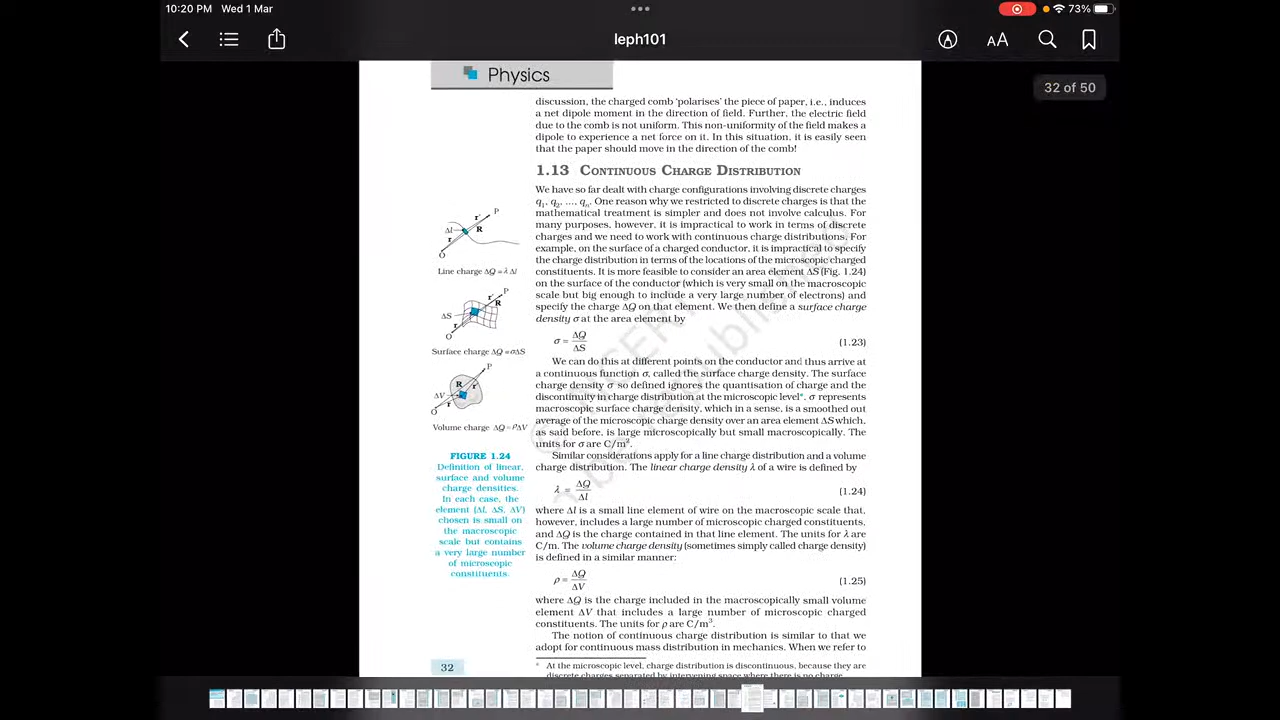 10:20 PM Wed 1 Mar
73%
leph101
AA
32 of 50
Physics
discussion, the charged comb 'polarises' the piece of paper, i.e., induces
a net dipole moment in the direction of field. Further, the electric field
due to the comb is not uniform. This non-uniformity of the field makes a
dipole to experience a net force on it. In this situation, it is easily seen
that the paper should move in the direction of the comb!
1.13 CONTINUOUS CHARGE DISTRIBUTION
We have so far dealt with charge configurations involving discrete charges
q1, q2, ..., qn. One reason why we restricted to discrete charges is that the
mathematical treatment is simpler and does not involve calculus. For
many purposes, however, it is impractical to work in terms of discrete
charges and we need to work with continuous charge distributions. For
example, on the surface of a charged conductor, it is impractical to specify
the charge distribution in terms of the locations of the microscopic charged
constituents. It is more feasible to consider an area element ΔS (Fig. 1.24)
on the surface of the conductor (which is very small on the macroscopic
scale but big enough to include a very large number of electrons) and
specify the charge ΔQ on that element. We then define a surface charge
density σ at the area element by
σ = ΔQ/ΔS (1.23)
We can do this at different points on the conductor and thus arrive at
a continuous function σ, called the surface charge density. The surface
charge density σ so defined ignores the quantisation of charge and the
discontinuity in charge distribution at the microscopic level*. σ represents
macroscopic surface charge density, which in a sense, is a smoothed out
average of the microscopic charge density over an area element ΔS which,
as said before, is large microscopically but small macroscopically. The
units for σ are C/m².
Similar considerations apply for a line charge distribution and a volume
charge distribution. The linear charge density λ of a wire is defined by
λ = ΔQ/Δl (1.24)
where Δl is a small line element of wire on the macroscopic scale that,
however, includes a large number of microscopic charged constituents,
and ΔQ is the charge contained in that line element. The units for λ are
C/m. The volume charge density (sometimes simply called charge density)
is defined in a similar manner:
ρ = ΔQ/ΔV (1.25)
where ΔQ is the charge included in the macroscopically small volume
element ΔV that includes a large number of microscopic charged
constituents. The units for ρ are C/m³.
The notion of continuous charge distribution is similar to that we
adopt for continuous mass distribution in mechanics. When we refer to
* At the microscopic level, charge distribution is discontinuous, because they are
discrete charges separated by intervening space where there is no charge.
P
r'
Δl
R
r
O
Line charge ΔQ = λ Δl
P
r'
R
ΔS
r
O
Surface charge ΔQ = σΔS
P
R
r'
ΔV
r
O
Volume charge ΔQ = ρΔV
FIGURE 1.24
Definition of linear,
surface and volume
charge densities.
In each case, the
element (Δl, ΔS, ΔV)
chosen is small on
the macroscopic
scale but contains
a very large number
of microscopic
constituents.
32